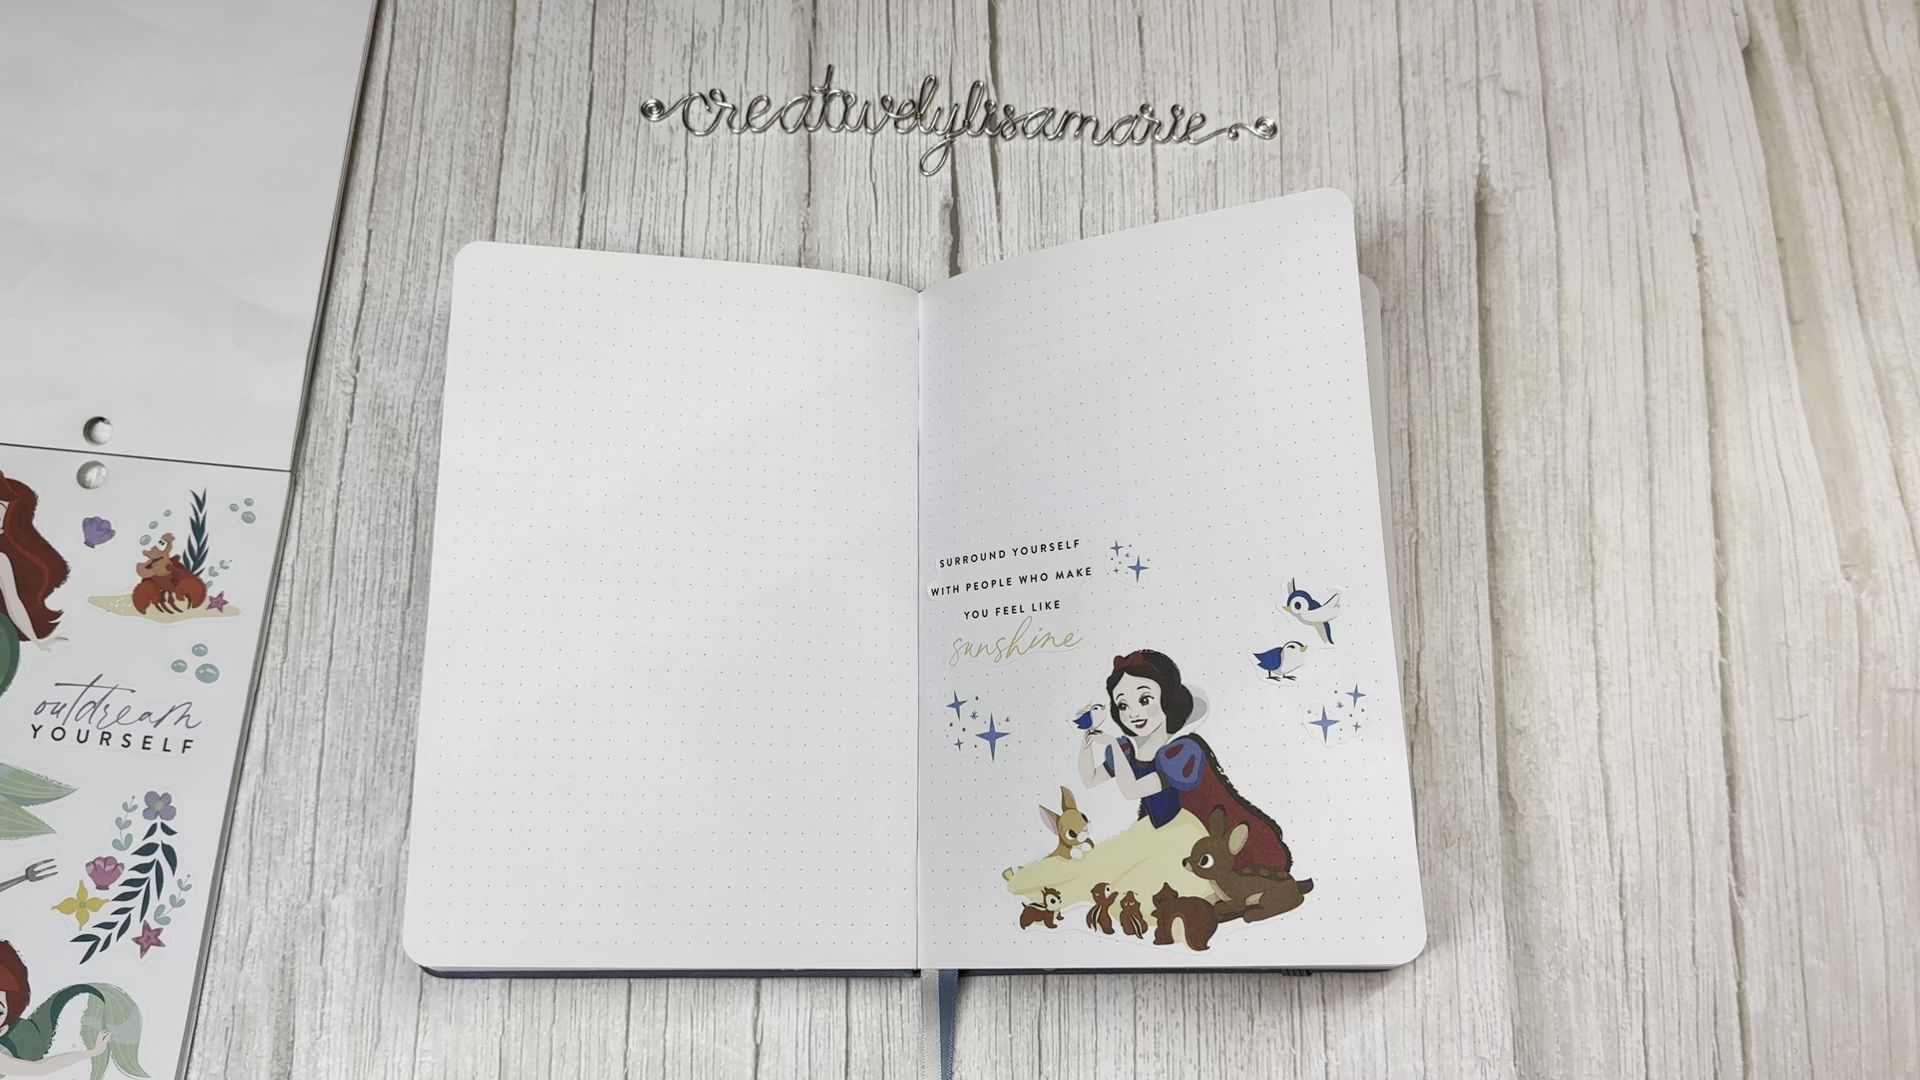 creativelylisamarie
SURROUND YOURSELF
WITH PEOPLE WHO MAKE
YOU FEEL LIKE
sunshine
outdream
YOURSELF